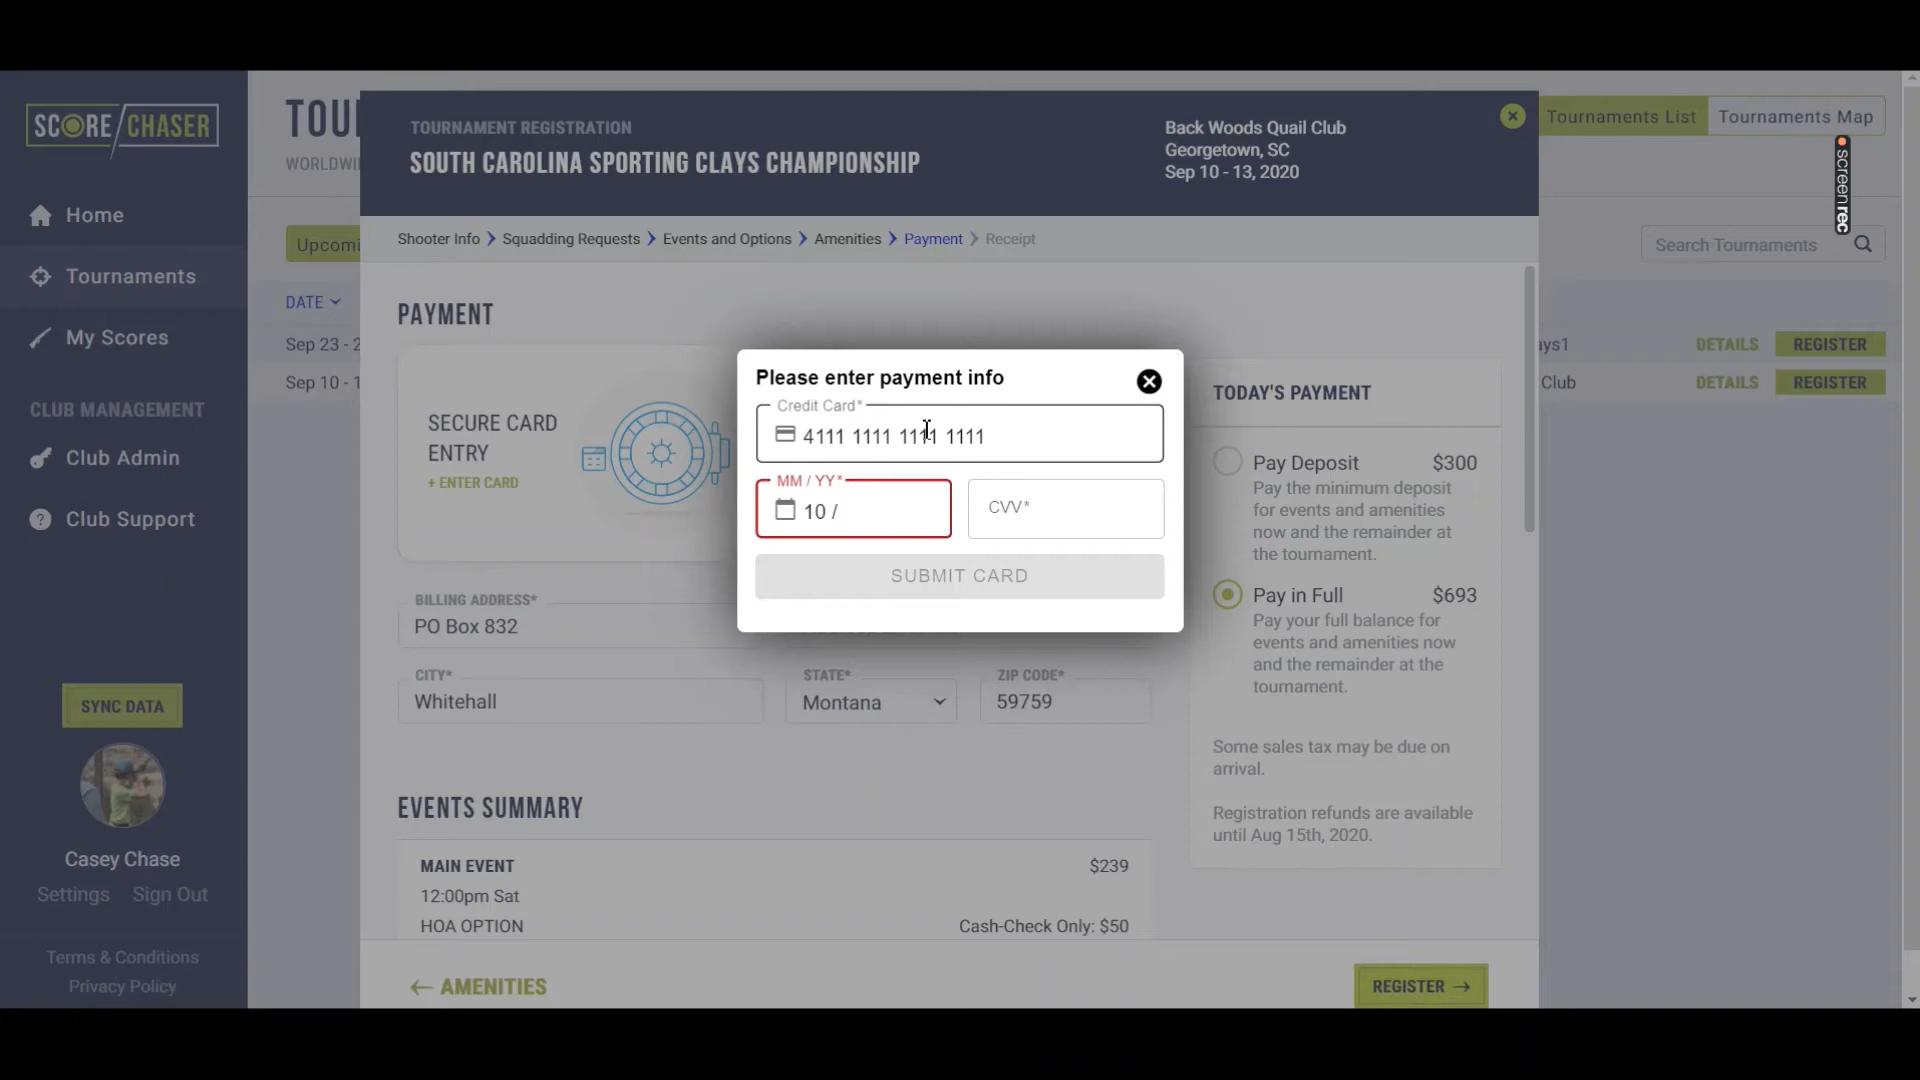 SCORE/CHASER
Home
Tournaments
My Scores
CLUB MANAGEMENT
Club Admin
Club Support
SYNC DATA
Casey Chase
Settings Sign Out
Terms & Conditions
Privacy Policy
TOU
WORLDWI
Upcomi
DATE
Sep 23 - 2
Sep 10 - 1
TOURNAMENT REGISTRATION
SOUTH CAROLINA SPORTING CLAYS CHAMPIONSHIP
Back Woods Quail Club
Georgetown, SC
Sep 10 - 13, 2020
Tournaments List Tournaments Map
screenrec
Search Tournaments
ays1 DETAILS REGISTER
Club DETAILS REGISTER
Shooter Info > Squadding Requests > Events and Options > Amenities > Payment > Receipt
PAYMENT
SECURE CARD
ENTRY
+ ENTER CARD
Please enter payment info
Credit Card*
4111 1111 1111 1111
MM / YY*
10 /
CVV*
SUBMIT CARD
BILLING ADDRESS*
PO Box 832
CITY*
Whitehall
STATE*
Montana
ZIP CODE*
59759
TODAY'S PAYMENT
Pay Deposit $300
Pay the minimum deposit
for events and amenities
now and the remainder at
the tournament.
Pay in Full $693
Pay your full balance for
events and amenities now
and the remainder at the
tournament.
Some sales tax may be due on
arrival.
Registration refunds are available
until Aug 15th, 2020.
EVENTS SUMMARY
MAIN EVENT $239
12:00pm Sat
HOA OPTION Cash-Check Only: $50
← AMENITIES
REGISTER →